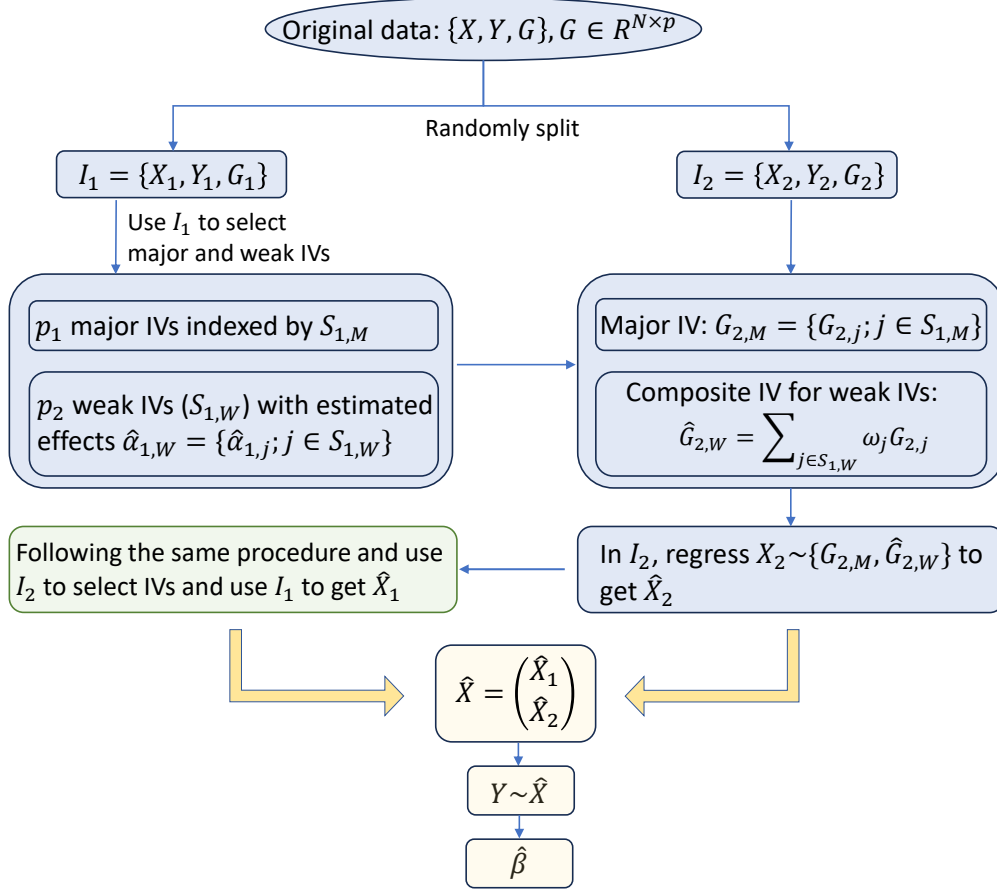 Original data: {X, Y, G}, G ∈ R^{N×p}
Randomly split
I_1 = {X_1, Y_1, G_1}
I_2 = {X_2, Y_2, G_2}
Use I_1 to select
major and weak IVs
p_1 major IVs indexed by S_{1,M}
p_2 weak IVs (S_{1,W}) with estimated
effects α̂_{1,W} = {α̂_{1,j}; j ∈ S_{1,W}}
Major IV: G_{2,M} = {G_{2,j}; j ∈ S_{1,M}}
Composite IV for weak IVs:
Ĝ_{2,W} = ∑_{j∈S_{1,W}} ω_j G_{2,j}
Following the same procedure and use
I_2 to select IVs and use I_1 to get X̂_1
In I_2, regress X_2~{G_{2,M}, Ĝ_{2,W}} to
get X̂_2
X̂ = (X̂_1
X̂_2)
Y~X̂
β̂